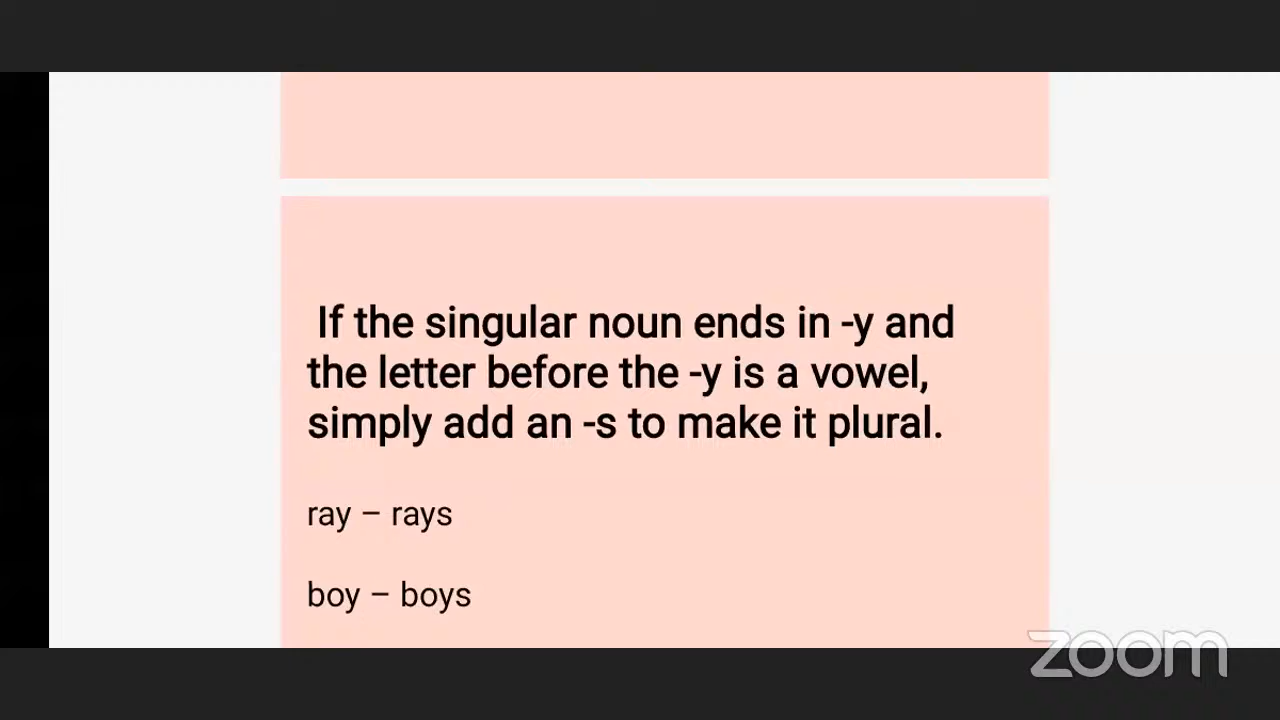 If the singular noun ends in -y and
the letter before the -y is a vowel,
simply add an -s to make it plural.
ray – rays
boy – boys
zoom